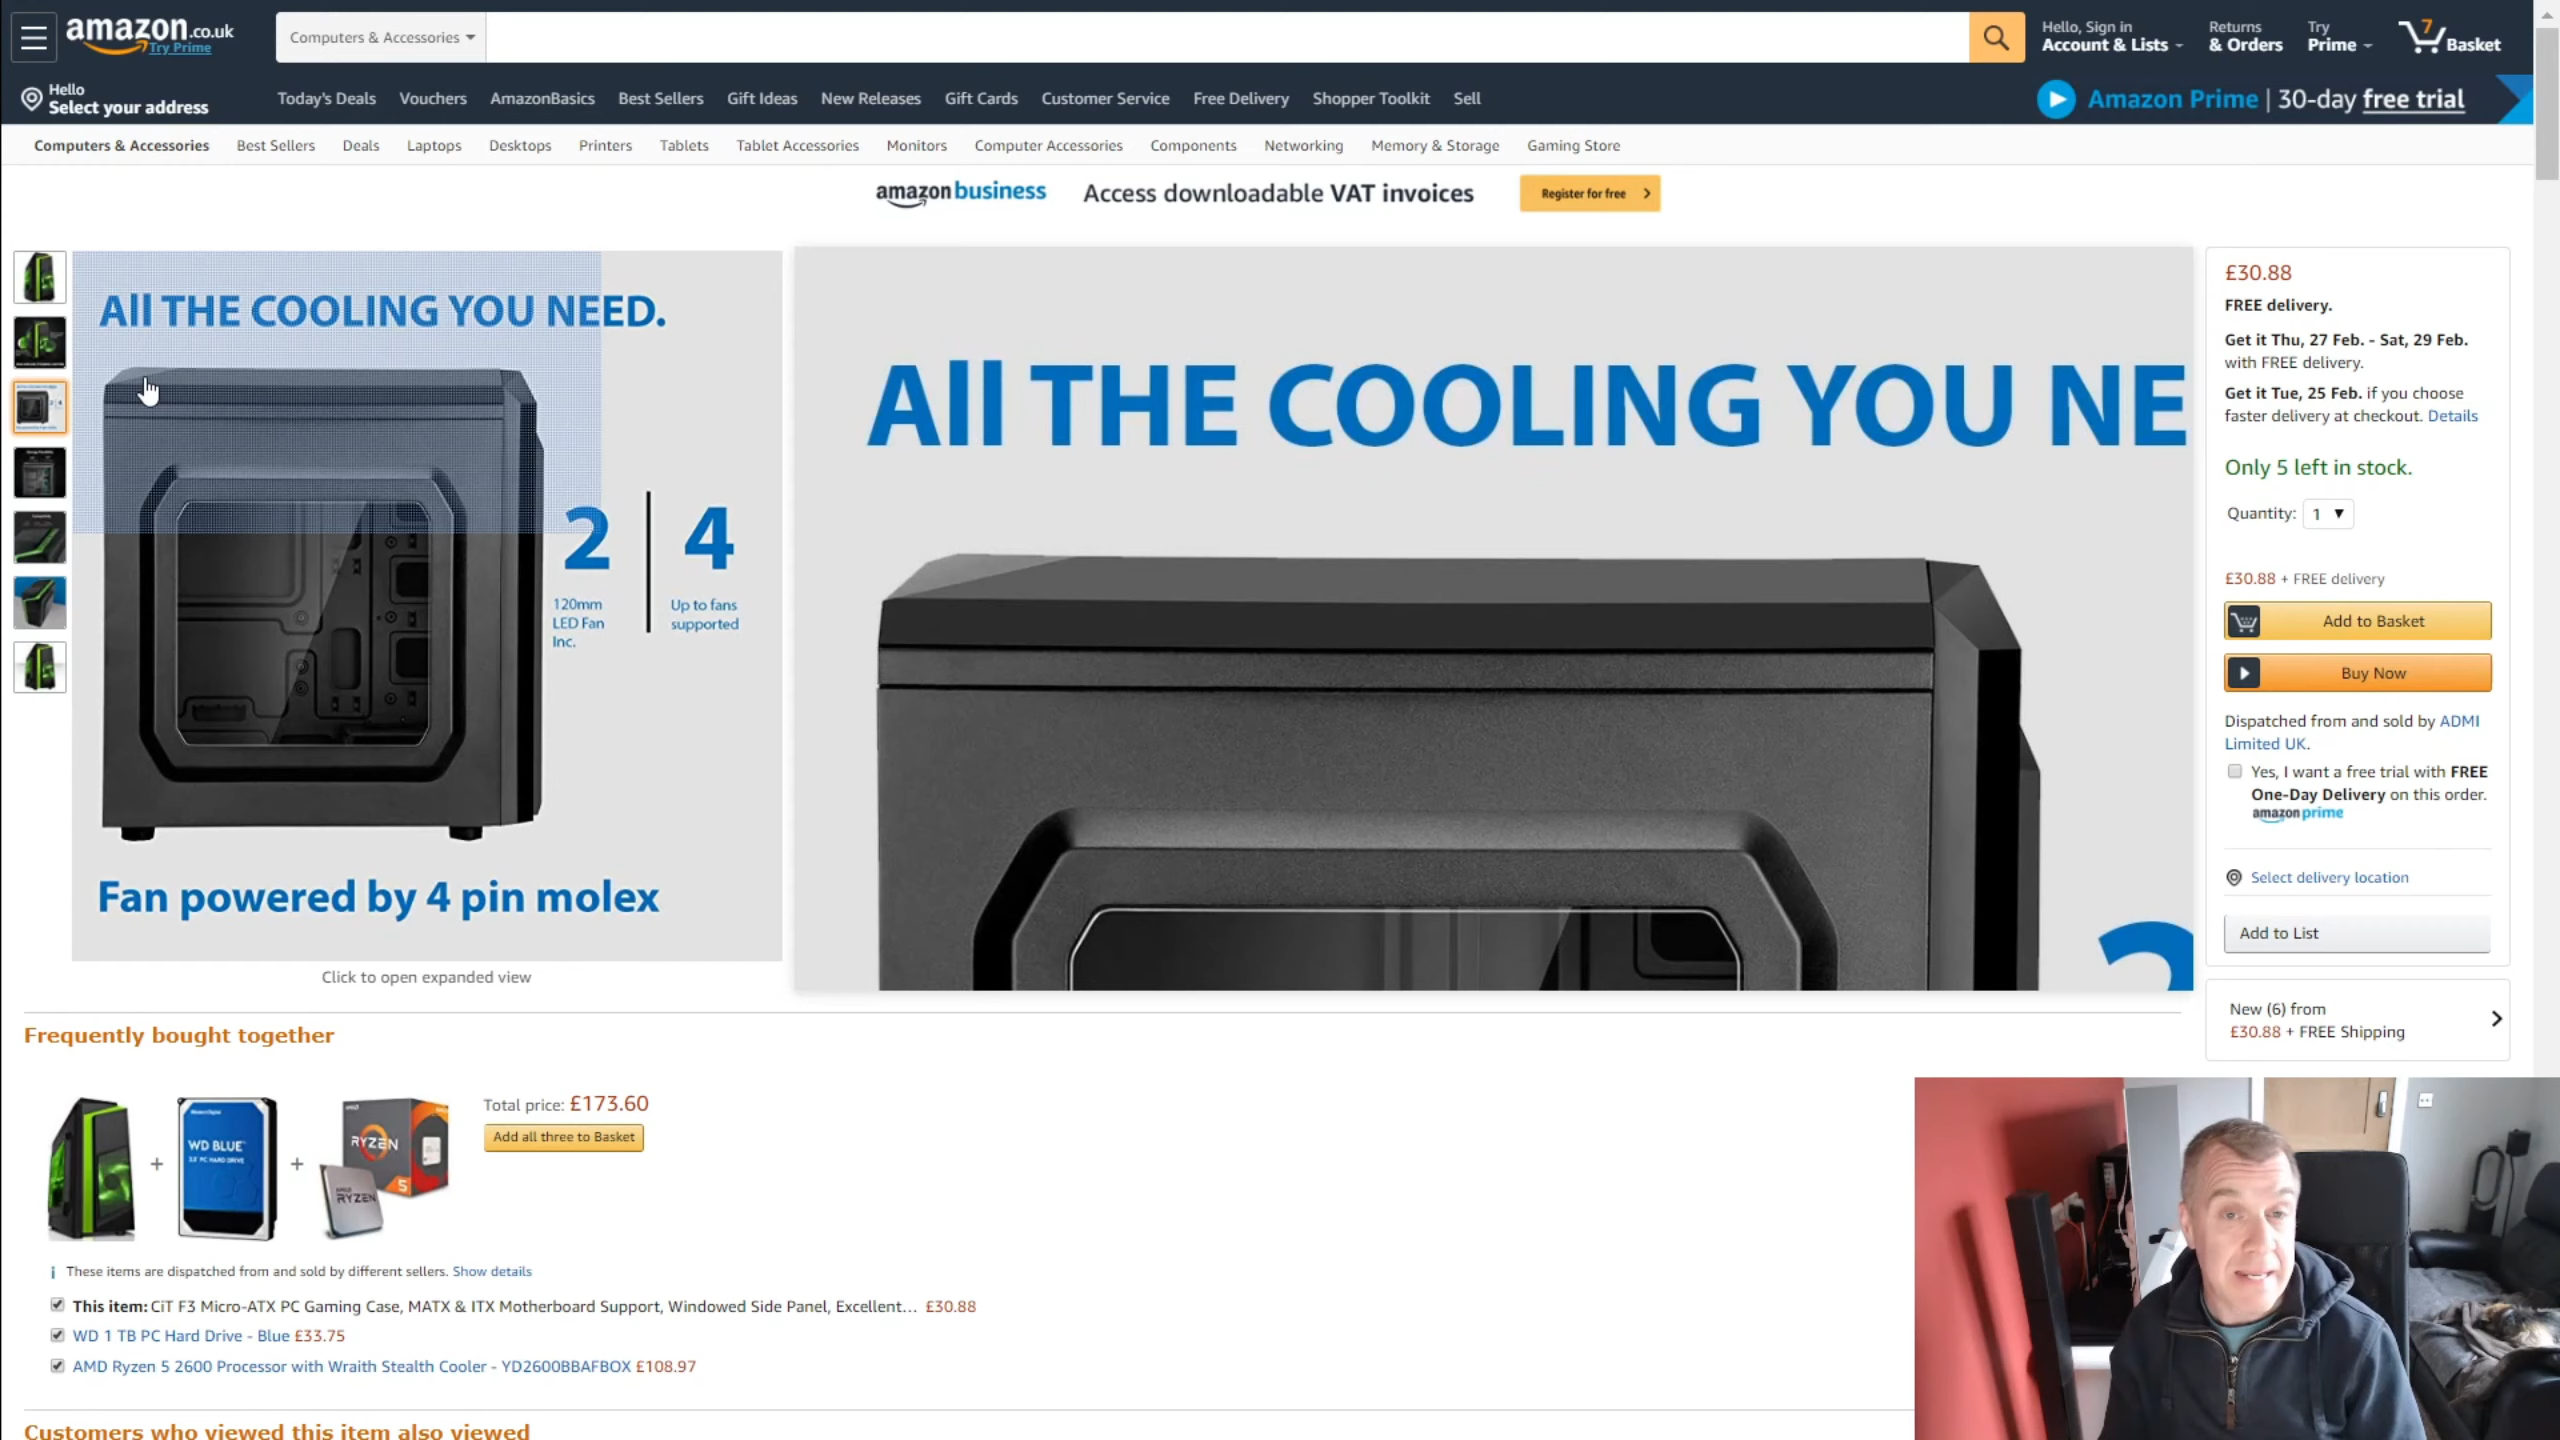 amazon.co.uk
Try Prime
Computers & Accessories
Hello, Sign in
Account & Lists
Returns
& Orders
Try
Prime
7
Basket
Hello
Select your address
Today's Deals
Vouchers
AmazonBasics
Best Sellers
Gift Ideas
New Releases
Gift Cards
Customer Service
Free Delivery
Shopper Toolkit
Sell
Amazon Prime | 30-day free trial
Computers & Accessories
Best Sellers
Deals
Laptops
Desktops
Printers
Tablets
Tablet Accessories
Monitors
Computer Accessories
Components
Networking
Memory & Storage
Gaming Store
amazon business
Access downloadable VAT invoices
Register for free
All THE COOLING YOU NEED.
2
4
120mm
LED Fan
Inc.
Up to fans
supported
Fan powered by 4 pin molex
Click to open expanded view
All THE COOLING YOU NE
£30.88
FREE delivery.
Get it Thu, 27 Feb. - Sat, 29 Feb.
with FREE delivery.
Get it Tue, 25 Feb. if you choose
faster delivery at checkout. Details
Only 5 left in stock.
Quantity: 1
£30.88 + FREE delivery
Add to Basket
Buy Now
Dispatched from and sold by ADMI
Limited UK.
Yes, I want a free trial with FREE
One-Day Delivery on this order.
amazon prime
Select delivery location
Add to List
New (6) from
£30.88 + FREE Shipping
Frequently bought together
WD BLUE
RYZEN
5
RYZEN
+
+
Total price: £173.60
Add all three to Basket
i These items are dispatched from and sold by different sellers. Show details
This item: CiT F3 Micro-ATX PC Gaming Case, MATX & ITX Motherboard Support, Windowed Side Panel, Excellent… £30.88
WD 1 TB PC Hard Drive - Blue £33.75
AMD Ryzen 5 2600 Processor with Wraith Stealth Cooler - YD2600BBAFBOX £108.97
Customers who viewed this item also viewed